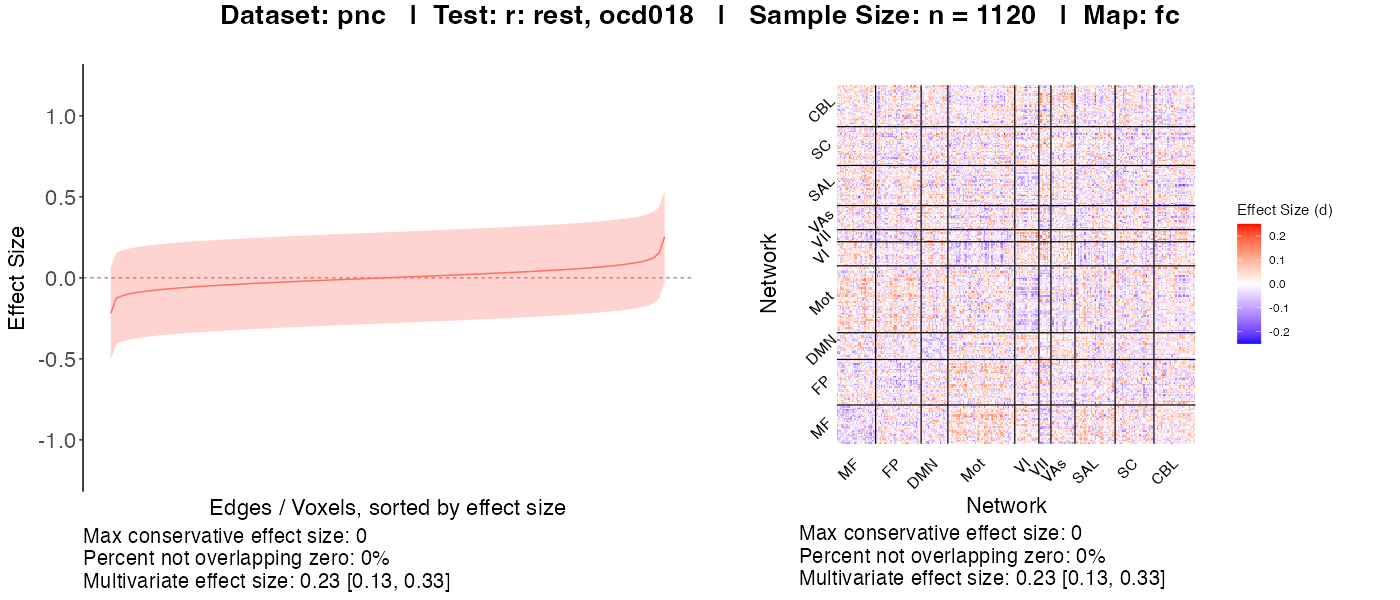 Dataset: pnc | Test: r: rest, ocd018 | Sample Size: n = 1120 | Map: fc
Effect Size
1.0
0.5
0.0
-0.5
-1.0
Edges / Voxels, sorted by effect size
Max conservative effect size: 0
Percent not overlapping zero: 0%
Multivariate effect size: 0.23 [0.13, 0.33]
Network
CBL
SC
SAL
VAs
VII
VI
Mot
DMN
FP
MF
MF
FP
DMN
Mot
VI
VII
VAs
SAL
SC
CBL
Network
Effect Size (d)
0.2
0.1
0.0
-0.1
-0.2
Max conservative effect size: 0
Percent not overlapping zero: 0%
Multivariate effect size: 0.23 [0.13, 0.33]